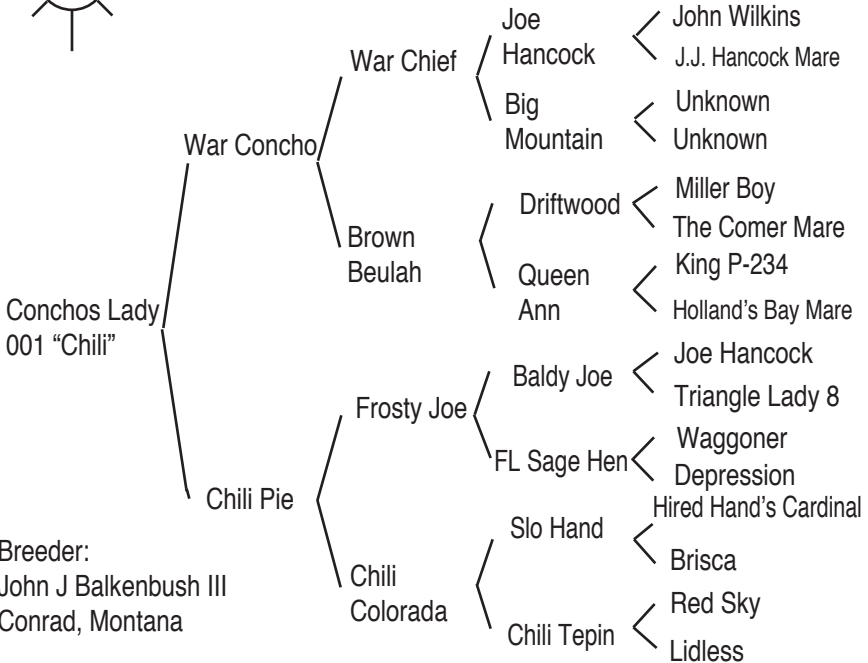 Joe
Hancock
John Wilkins
J.J. Hancock Mare
War Chief
Big
Mountain
Unknown
Unknown
War Concho
Driftwood
Miller Boy
The Comer Mare
Brown
Beulah
Queen
Ann
King P-234
Holland's Bay Mare
Conchos Lady
001 “Chili”
Baldy Joe
Joe Hancock
Triangle Lady 8
Frosty Joe
FL Sage Hen
Waggoner
Depression
Chili Pie
Slo Hand
Hired Hand's Cardinal
Brisca
Chili
Colorada
Chili Tepin
Red Sky
Lidless
Breeder:
John J Balkenbush III
Conrad, Montana